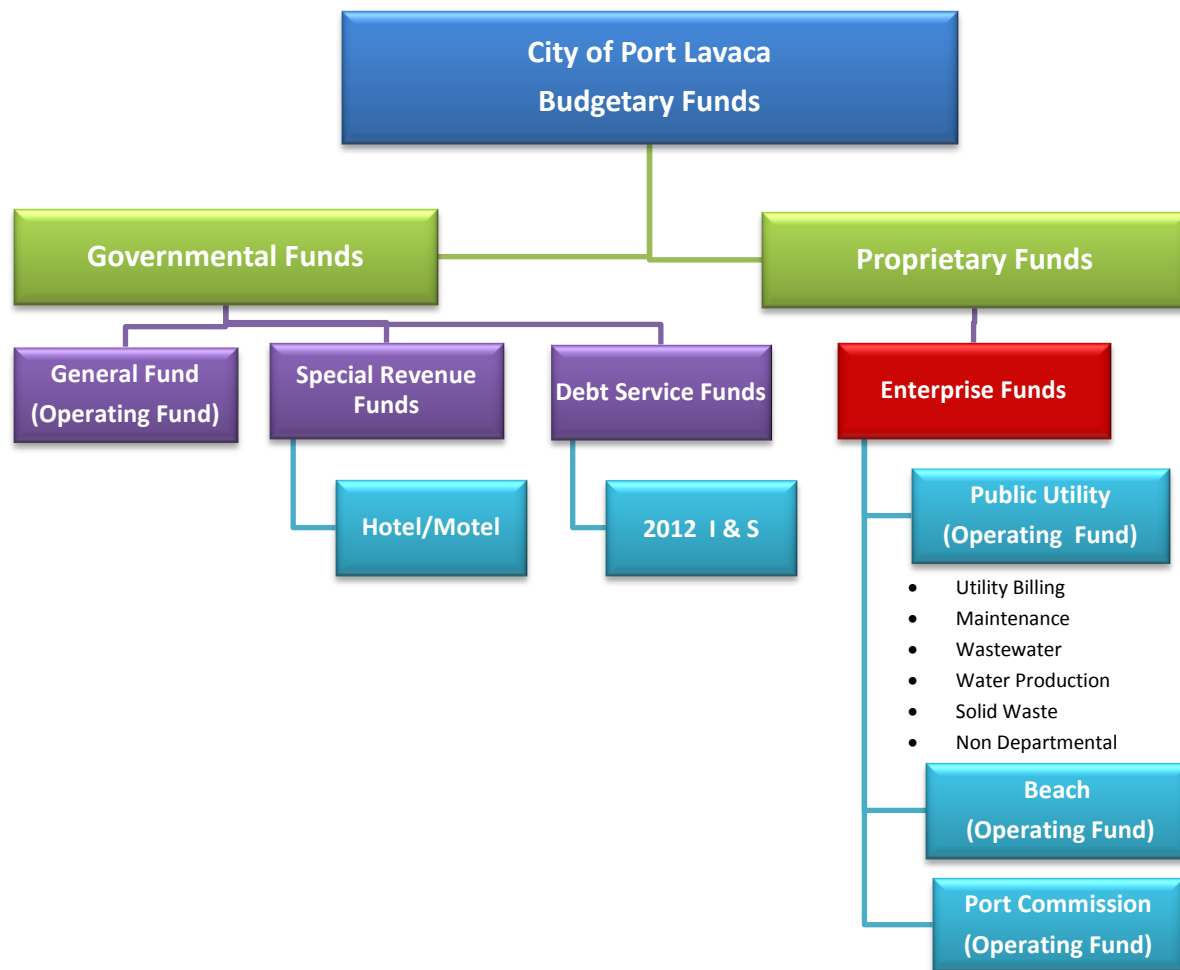 City of Port Lavaca
Budgetary Funds
Governmental Funds
Proprietary Funds
General Fund
(Operating Fund)
Special Revenue
Funds
Debt Service Funds
Enterprise Funds
Hotel/Motel
2012 I & S
Public Utility
(Operating Fund)
• Utility Billing
• Maintenance
• Wastewater
• Water Production
• Solid Waste
• Non Departmental
Beach
(Operating Fund)
Port Commission
(Operating Fund)